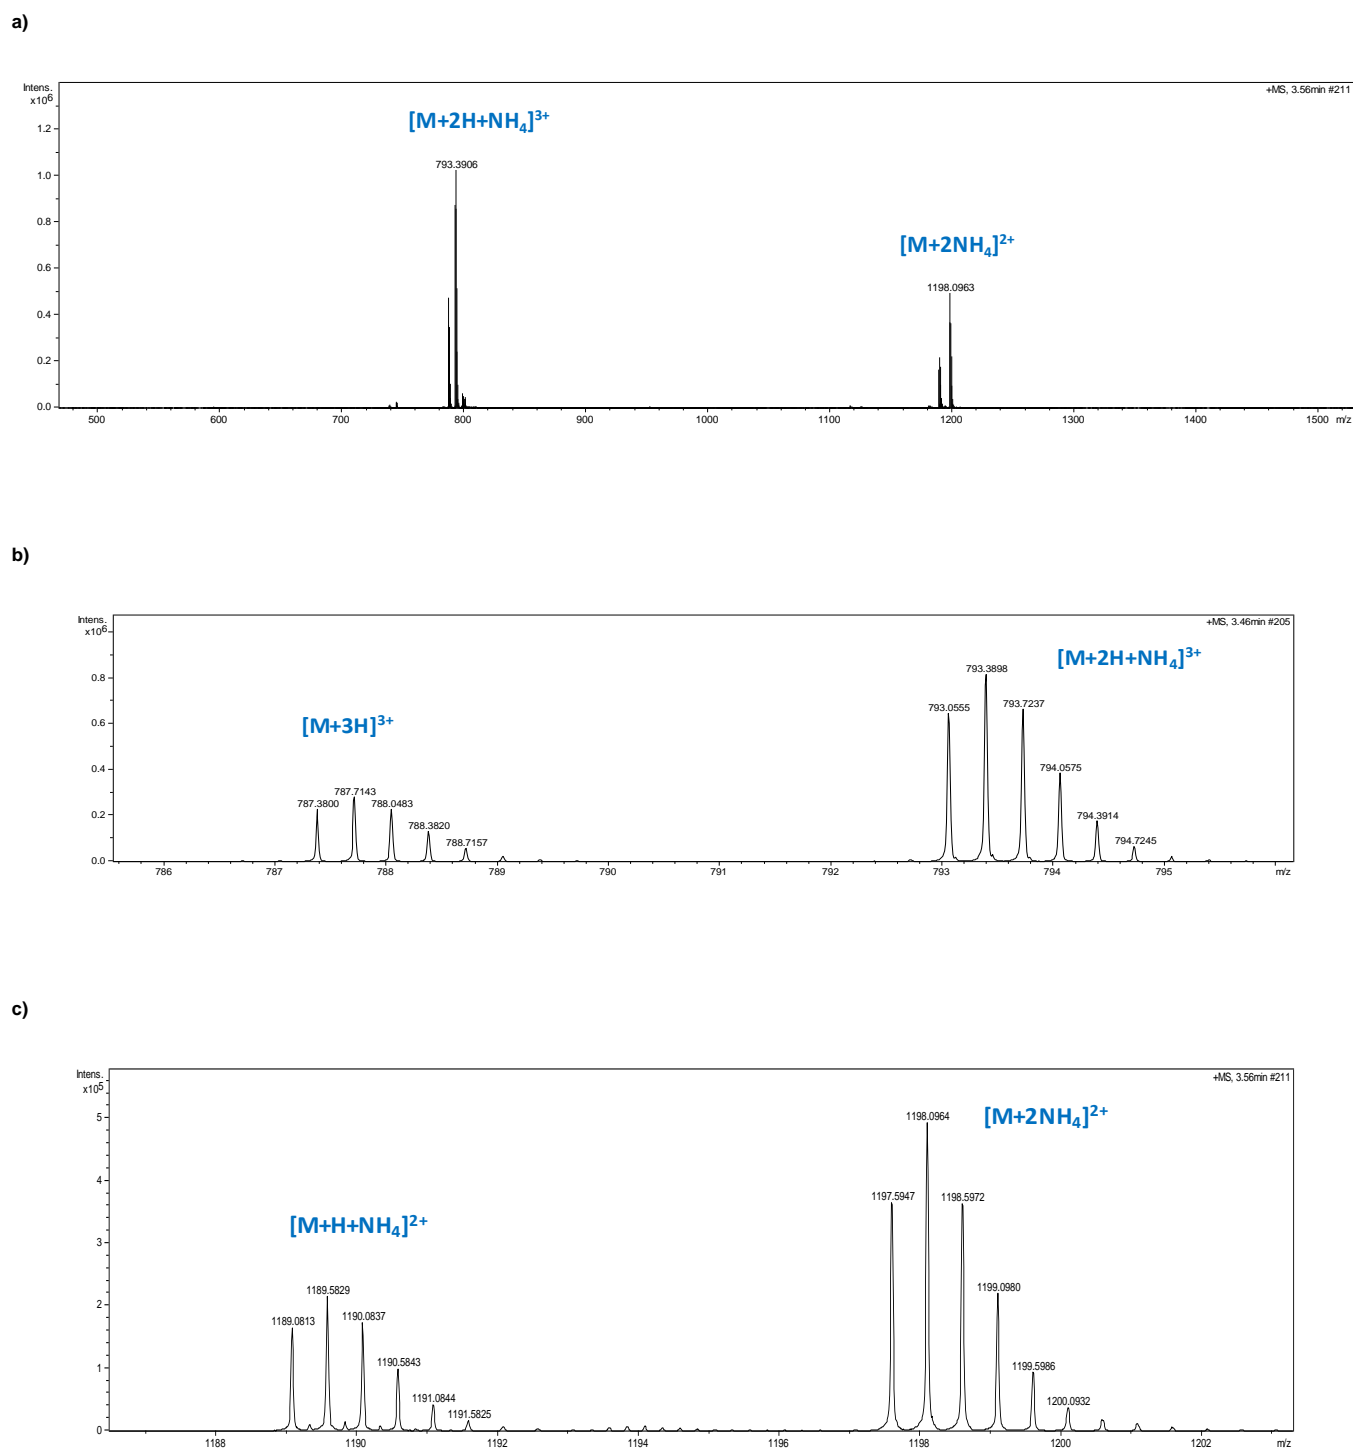 a)
Intens.
x10⁶
+MS, 3.56min #211
[M+2H+NH₄]³⁺
793.3906
[M+2NH₄]²⁺
1198.0963
1.2
1.0
0.8
0.6
0.4
0.2
0.0
500 600 700 800 900 1000 1100 1200 1300 1400 1500 m/z
b)
Intens.
x10⁶
+MS, 3.46min #205
[M+2H+NH₄]³⁺
[M+3H]³⁺
793.3898
793.0555
793.7237
794.0575
794.3914
794.7245
787.3800
787.7143
788.0483
788.3820
788.7157
0.8
0.6
0.4
0.2
0.0
786 787 788 789 790 791 792 793 794 795 m/z
c)
Intens.
x10⁵
+MS, 3.56min #211
[M+2NH₄]²⁺
1198.0964
1197.5947
1198.5972
1199.0980
1199.5986
1200.0932
[M+H+NH₄]²⁺
1189.5829
1189.0813
1190.0837
1190.5843
1191.0844
1191.5825
5
4
3
2
1
0
1188 1190 1192 1194 1196 1198 1200 1202 m/z